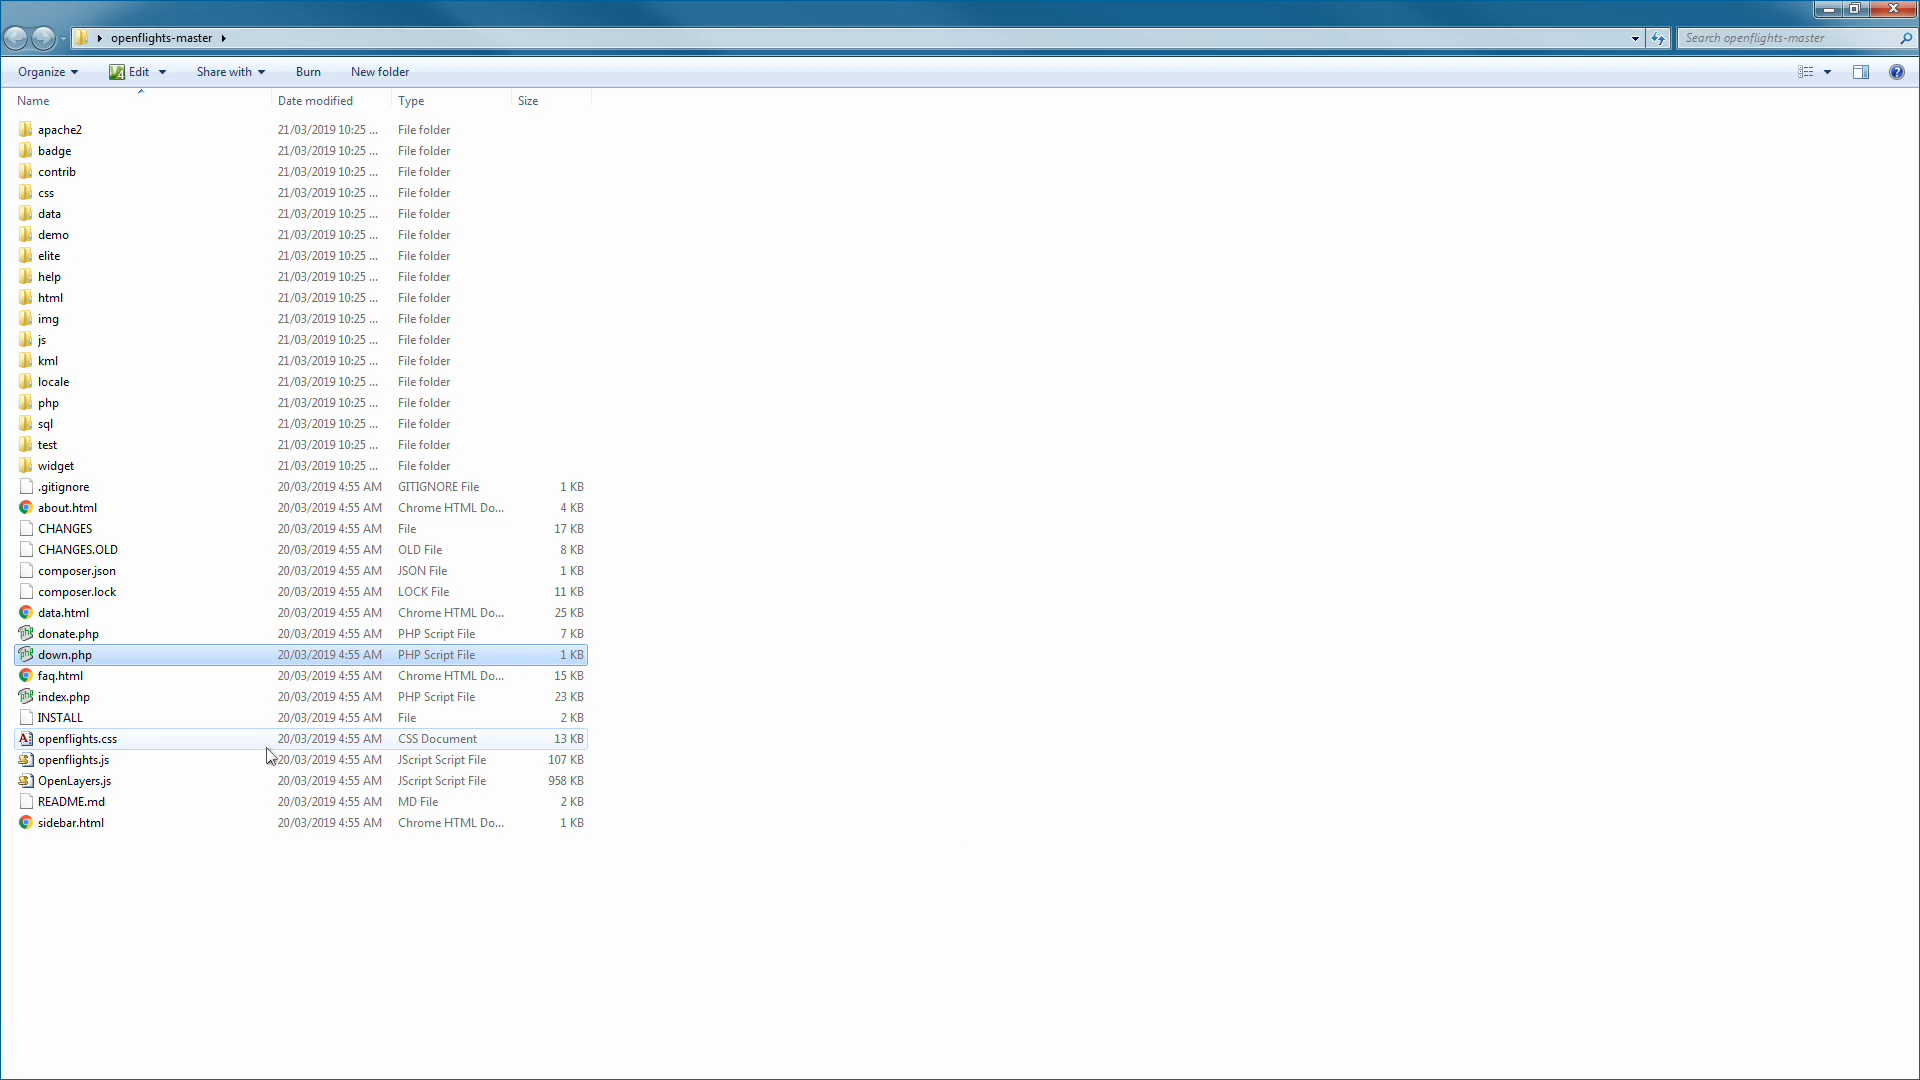 openflights-master
Search openflights-master
Organize Edit Share with Burn New folder
Name Date modified Type Size
apache2 21/03/2019 10:25 ... File folder
badge 21/03/2019 10:25 ... File folder
contrib 21/03/2019 10:25 ... File folder
css 21/03/2019 10:25 ... File folder
data 21/03/2019 10:25 ... File folder
demo 21/03/2019 10:25 ... File folder
elite 21/03/2019 10:25 ... File folder
help 21/03/2019 10:25 ... File folder
html 21/03/2019 10:25 ... File folder
img 21/03/2019 10:25 ... File folder
js 21/03/2019 10:25 ... File folder
kml 21/03/2019 10:25 ... File folder
locale 21/03/2019 10:25 ... File folder
php 21/03/2019 10:25 ... File folder
sql 21/03/2019 10:25 ... File folder
test 21/03/2019 10:25 ... File folder
widget 21/03/2019 10:25 ... File folder
.gitignore 20/03/2019 4:55 AM GITIGNORE File 1 KB
about.html 20/03/2019 4:55 AM Chrome HTML Do... 4 KB
CHANGES 20/03/2019 4:55 AM File 17 KB
CHANGES.OLD 20/03/2019 4:55 AM OLD File 8 KB
composer.json 20/03/2019 4:55 AM JSON File 1 KB
composer.lock 20/03/2019 4:55 AM LOCK File 11 KB
data.html 20/03/2019 4:55 AM Chrome HTML Do... 25 KB
donate.php 20/03/2019 4:55 AM PHP Script File 7 KB
down.php 20/03/2019 4:55 AM PHP Script File 1 KB
faq.html 20/03/2019 4:55 AM Chrome HTML Do... 15 KB
index.php 20/03/2019 4:55 AM PHP Script File 23 KB
INSTALL 20/03/2019 4:55 AM File 2 KB
openflights.css 20/03/2019 4:55 AM CSS Document 13 KB
openflights.js 20/03/2019 4:55 AM JScript Script File 107 KB
OpenLayers.js 20/03/2019 4:55 AM JScript Script File 958 KB
README.md 20/03/2019 4:55 AM MD File 2 KB
sidebar.html 20/03/2019 4:55 AM Chrome HTML Do... 1 KB